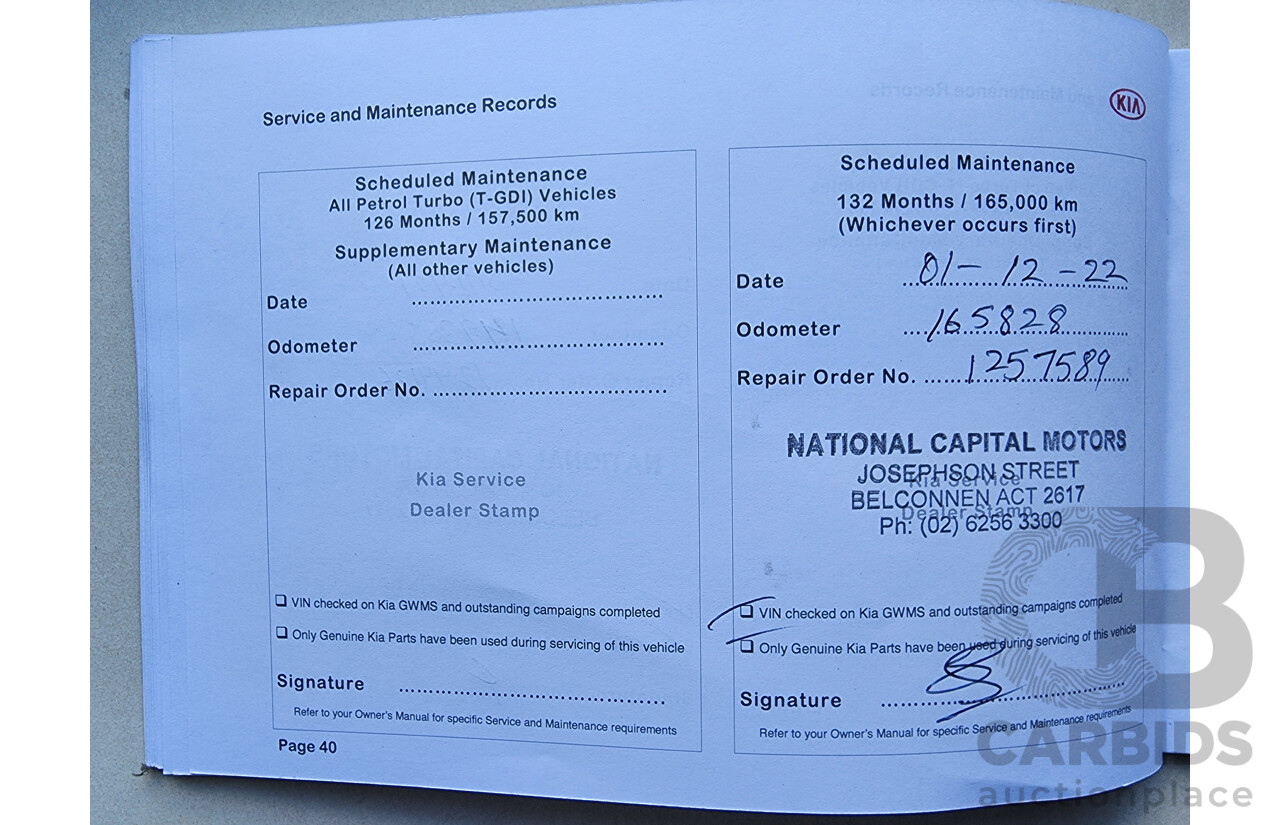 Service and Maintenance Records
KIA
Scheduled Maintenance
All Petrol Turbo (T-GDI) Vehicles
126 Months / 157,500 km
Supplementary Maintenance
(All other vehicles)
Date ......................................
Odometer ......................................
Repair Order No. ...................................
Kia Service
Dealer Stamp
☐ VIN checked on Kia GWMS and outstanding campaigns completed
☐ Only Genuine Kia Parts have been used during servicing of this vehicle
Signature ........................................
Refer to your Owner's Manual for specific Service and Maintenance requirements
Page 40
Scheduled Maintenance
132 Months / 165,000 km
(Whichever occurs first)
Date 01-12-22
Odometer 165828
Repair Order No. 1257589
NATIONAL CAPITAL MOTORS
JOSEPHSON STREET
Kia Service
BELCONNEN ACT 2617
Dealer Stamp
Ph: (02) 6256 3300
☐ VIN checked on Kia GWMS and outstanding campaigns completed
☐ Only Genuine Kia Parts have been used during servicing of this vehicle
Signature
Refer to your Owner's Manual for specific Service and Maintenance requirements
CB
CARBIDS
auctionplace